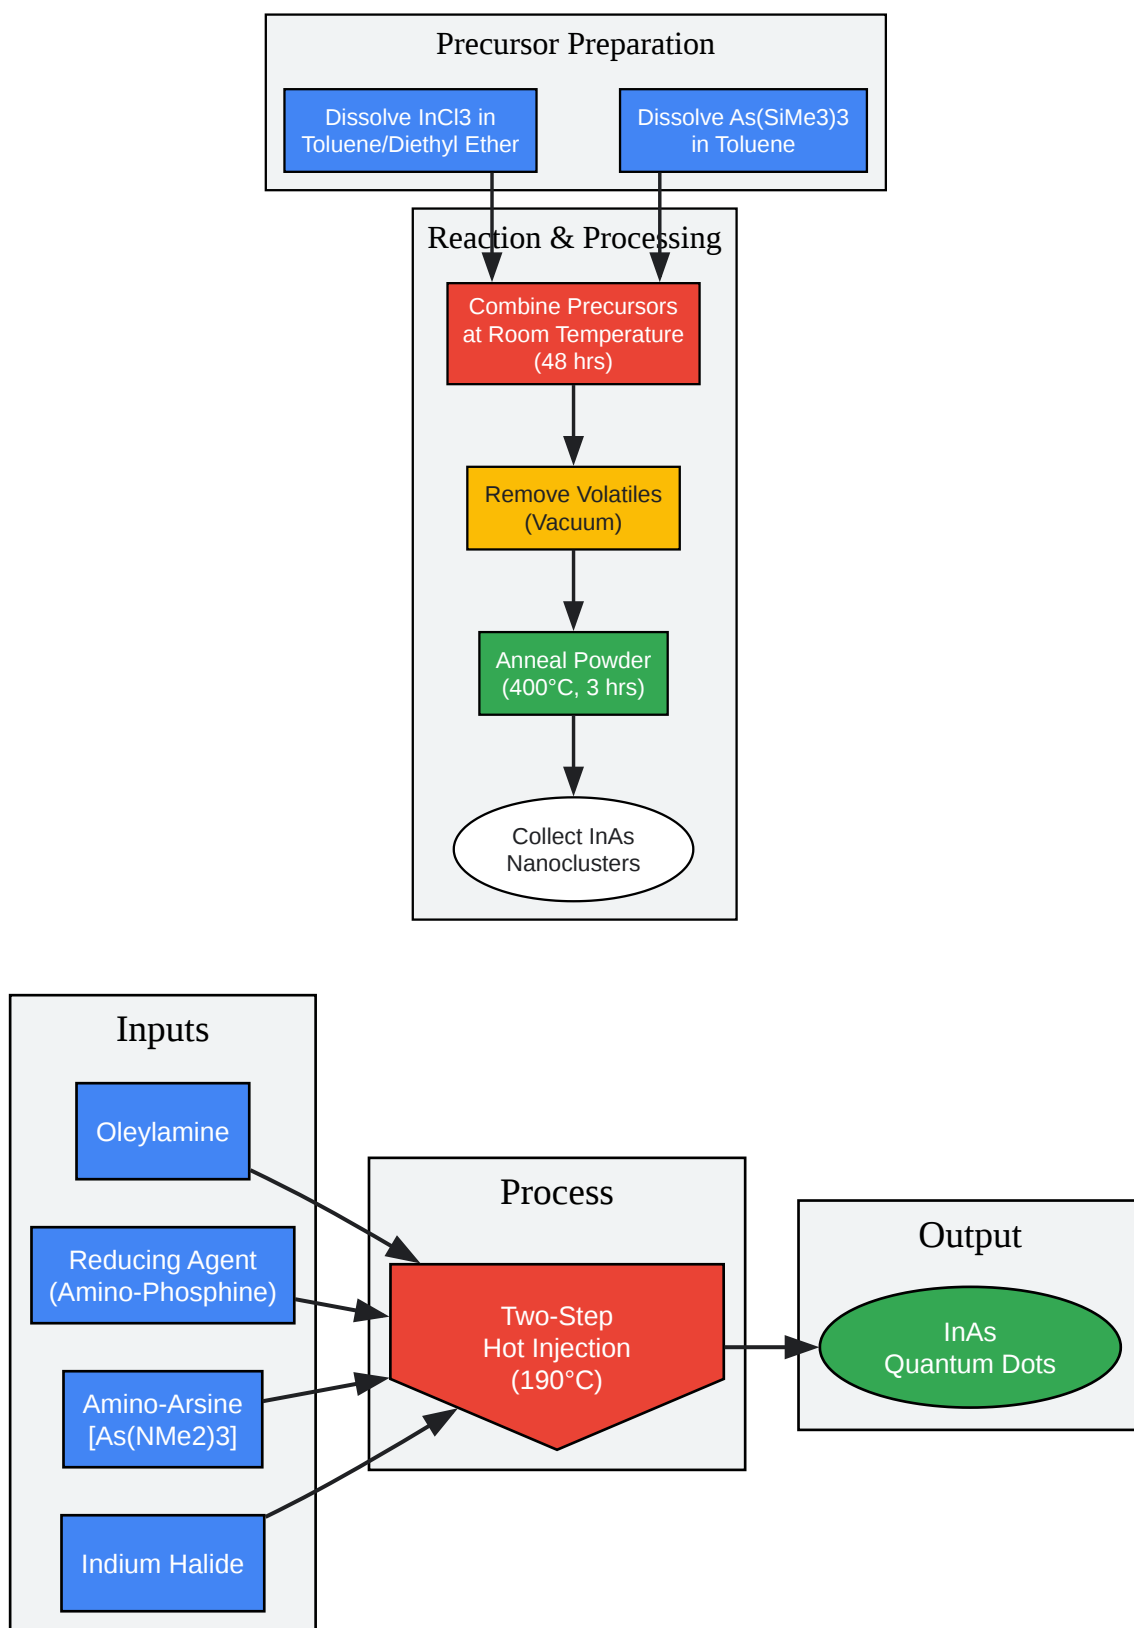 Precursor Preparation
Dissolve InCl3 in
Toluene/Diethyl Ether
Dissolve As(SiMe3)3
in Toluene
Reaction & Processing
Combine Precursors
at Room Temperature
(48 hrs)
Remove Volatiles
(Vacuum)
Anneal Powder
(400°C, 3 hrs)
Collect InAs
Nanoclusters
Inputs
Oleylamine
Reducing Agent
(Amino-Phosphine)
Amino-Arsine
[As(NMe2)3]
Indium Halide
Process
Two-Step
Hot Injection
(190°C)
Output
InAs
Quantum Dots